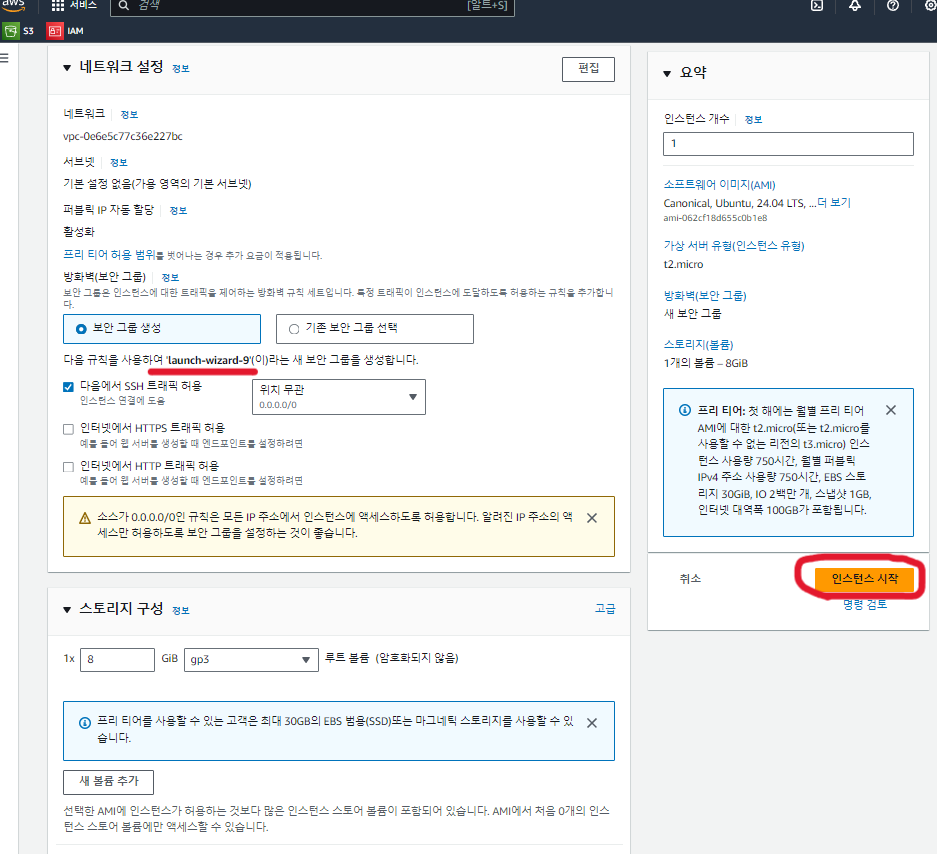 aws
서비스
검색
[알트+S]
S3
IAM
네트워크 설정 정보
편집
네트워크 정보
vpc-0e6e5c77c36e227bc
서브넷 정보
기본 설정 없음(가용 영역의 기본 서브넷)
퍼블릭 IP 자동 할당 정보
활성화
프리 티어 허용 범위를 벗어나는 경우 추가 요금이 적용됩니다.
방화벽(보안 그룹) 정보
보안 그룹은 인스턴스에 대한 트래픽을 제어하는 방화벽 규칙 세트입니다. 특정 트래픽이 인스턴스에 도달하도록 허용하는 규칙을 추가합니
다.
보안 그룹 생성
기존 보안 그룹 선택
다음 규칙을 사용하여 'launch-wizard-9'(이)라는 새 보안 그룹을 생성합니다.
다음에서 SSH 트래픽 허용
인스턴스 연결에 도움
위치 무관
0.0.0.0/0
인터넷에서 HTTPS 트래픽 허용
예를 들어 웹 서버를 생성할 때 엔드포인트를 설정하려면
인터넷에서 HTTP 트래픽 허용
예를 들어 웹 서버를 생성할 때 엔드포인트를 설정하려면
소스가 0.0.0.0/0인 규칙은 모든 IP 주소에서 인스턴스에 액세스하도록 허용합니다. 알려진 IP 주소의 액
세스만 허용하도록 보안 그룹을 설정하는 것이 좋습니다.
스토리지 구성 정보
고급
1x 8 GiB gp3 루트 볼륨 (암호화되지 않음)
프리 티어를 사용할 수 있는 고객은 최대 30GB의 EBS 범용(SSD)또는 마그네틱 스토리지를 사용할 수 있
습니다.
새 볼륨 추가
선택한 AMI에 인스턴스가 허용하는 것보다 많은 인스턴스 스토어 볼륨이 포함되어 있습니다. AMI에서 처음 0개의 인스
턴스 스토어 볼륨에만 액세스할 수 있습니다.
요약
인스턴스 개수 정보
1
소프트웨어 이미지(AMI)
Canonical, Ubuntu, 24.04 LTS, ...더 보기
ami-062cf18d655c0b1e8
가상 서버 유형(인스턴스 유형)
t2.micro
방화벽(보안 그룹)
새 보안 그룹
스토리지(볼륨)
1개의 볼륨 – 8GiB
프리 티어: 첫 해에는 월별 프리 티어
AMI에 대한 t2.micro(또는 t2.micro를
사용할 수 없는 리전의 t3.micro) 인스
턴스 사용량 750시간, 월별 퍼블릭
IPv4 주소 사용량 750시간, EBS 스토
리지 30GiB, IO 2백만 개, 스냅샷 1GB,
인터넷 대역폭 100GB가 포함됩니다.
취소
인스턴스 시작
명령 검토